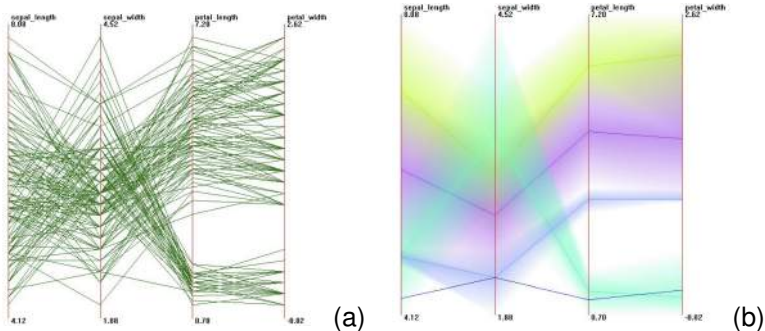 sepal_length sepal_width petal_length petal_width
8.08 4.52 7.20 2.62
4.12 1.88 0.70 -0.02
(a)
sepal_length sepal_width petal_length petal_width
8.08 4.52 7.20 2.62
4.12 1.88 0.70 -0.02
(b)